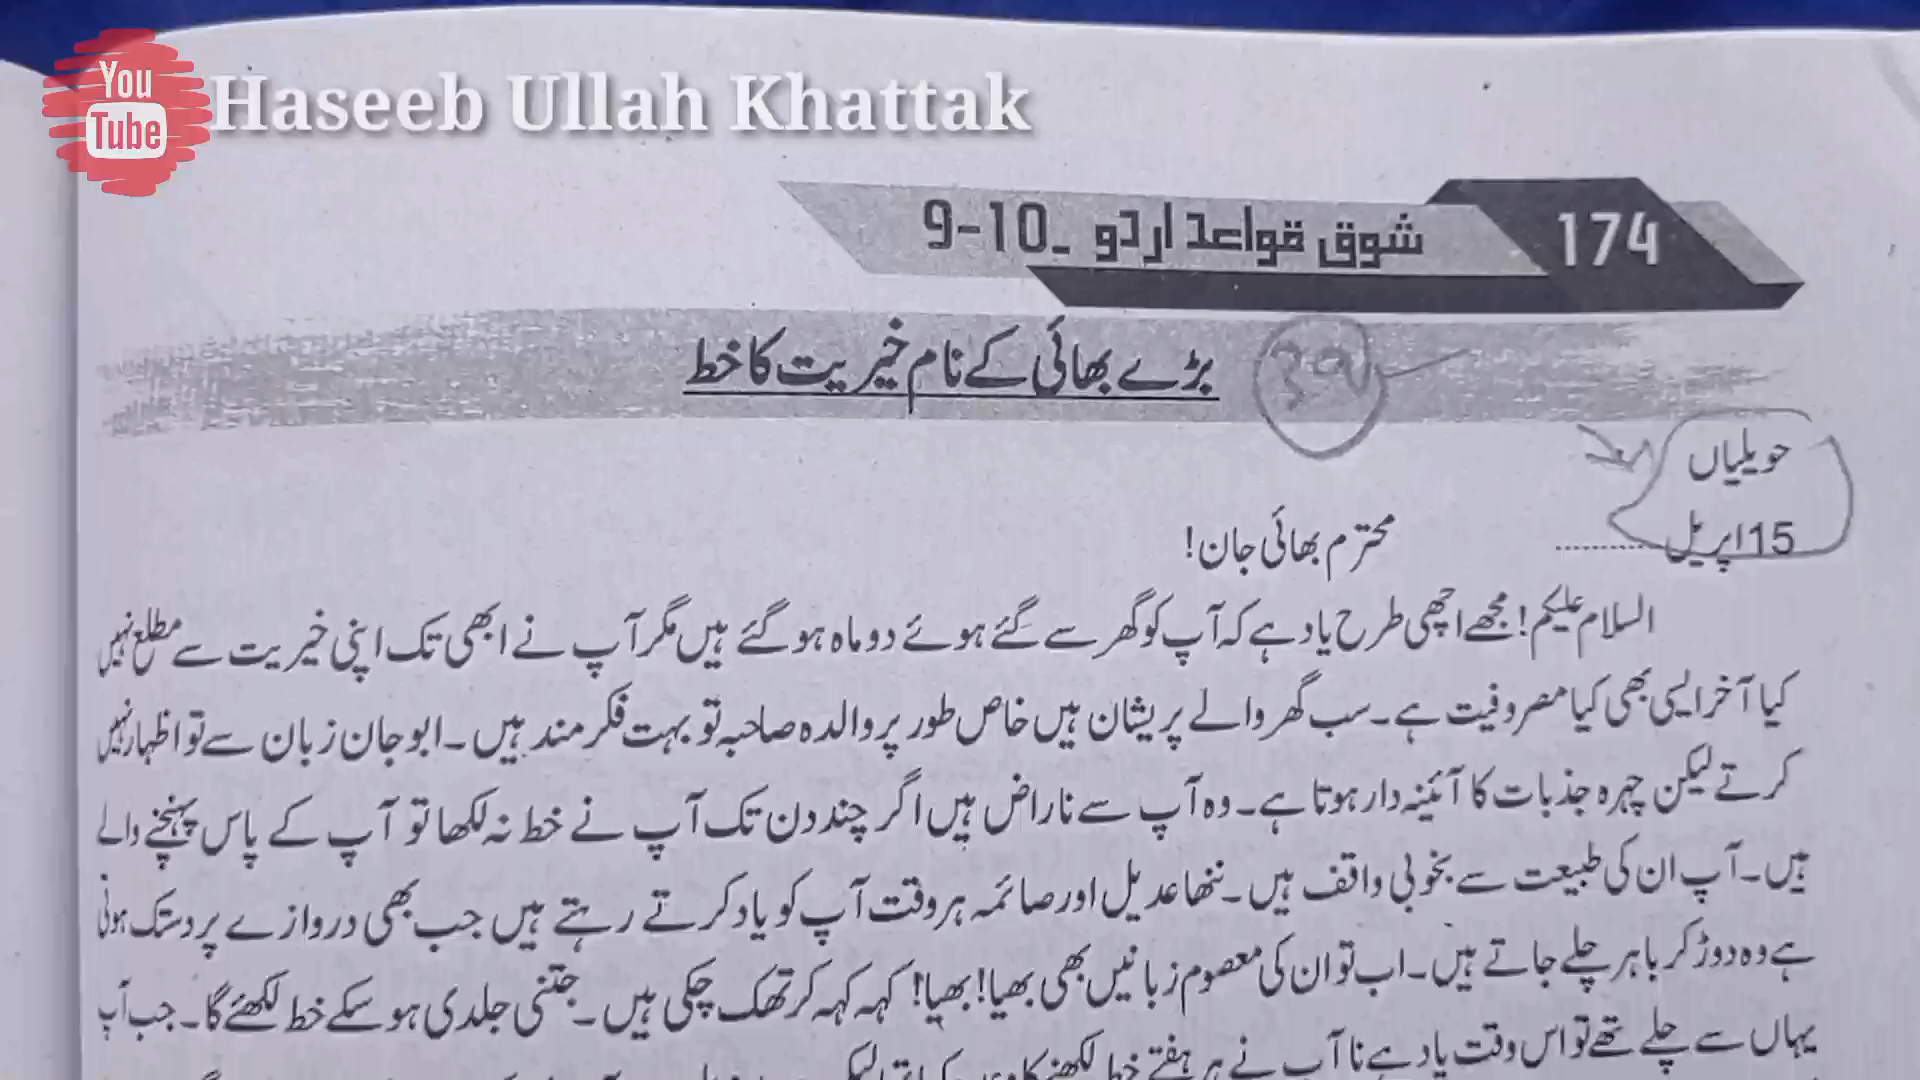 You
Tube
Haseeb Ullah Khattak
174
شوق قواعد اردو ۔10-9
بڑے بھائی کے نام خیریت کا خط
39
حویلیاں
15اپریل............
محترم بھائی جان!
السلام علیکم! مجھے اچھی طرح یاد ہے کہ آپ کو گھر سے گئے ہوئے دو ماہ ہو گئے ہیں مگر آپ نے ابھی تک اپنی خیریت سے مطلع نہیں
کیا آخر ایسی بھی کیا مصروفیت ہے۔ سب گھر والے پریشان ہیں خاص طور پر والدہ صاحبہ تو بہت فکر مند ہیں۔ ابو جان زبان سے تو اظہار نہیں
کرتے لیکن چہرہ جذبات کا آئینہ دار ہوتا ہے۔ وہ آپ سے ناراض ہیں اگر چند دن تک آپ نے خط نہ لکھا تو آپ کے پاس پہنچنے والے
ہیں۔ آپ ان کی طبیعت سے بخوبی واقف ہیں۔ ننھا عدیل اور صائمہ ہر وقت آپ کو یاد کرتے رہتے ہیں جب بھی دروازے پر دستک ہوتی
ہے وہ دوڑ کر باہر چلے جاتے ہیں۔ اب تو ان کی معصوم زبانیں بھی بھیا! بھیا! کہہ کہہ کر تھک چکی ہیں۔ جتنی جلدی ہو سکے خط لکھئے گا۔ جب آپ
یہاں سے چلے تھے تو اس وقت یاد ہے نا آپ نے ہر ہفتے خط لکھنے کا